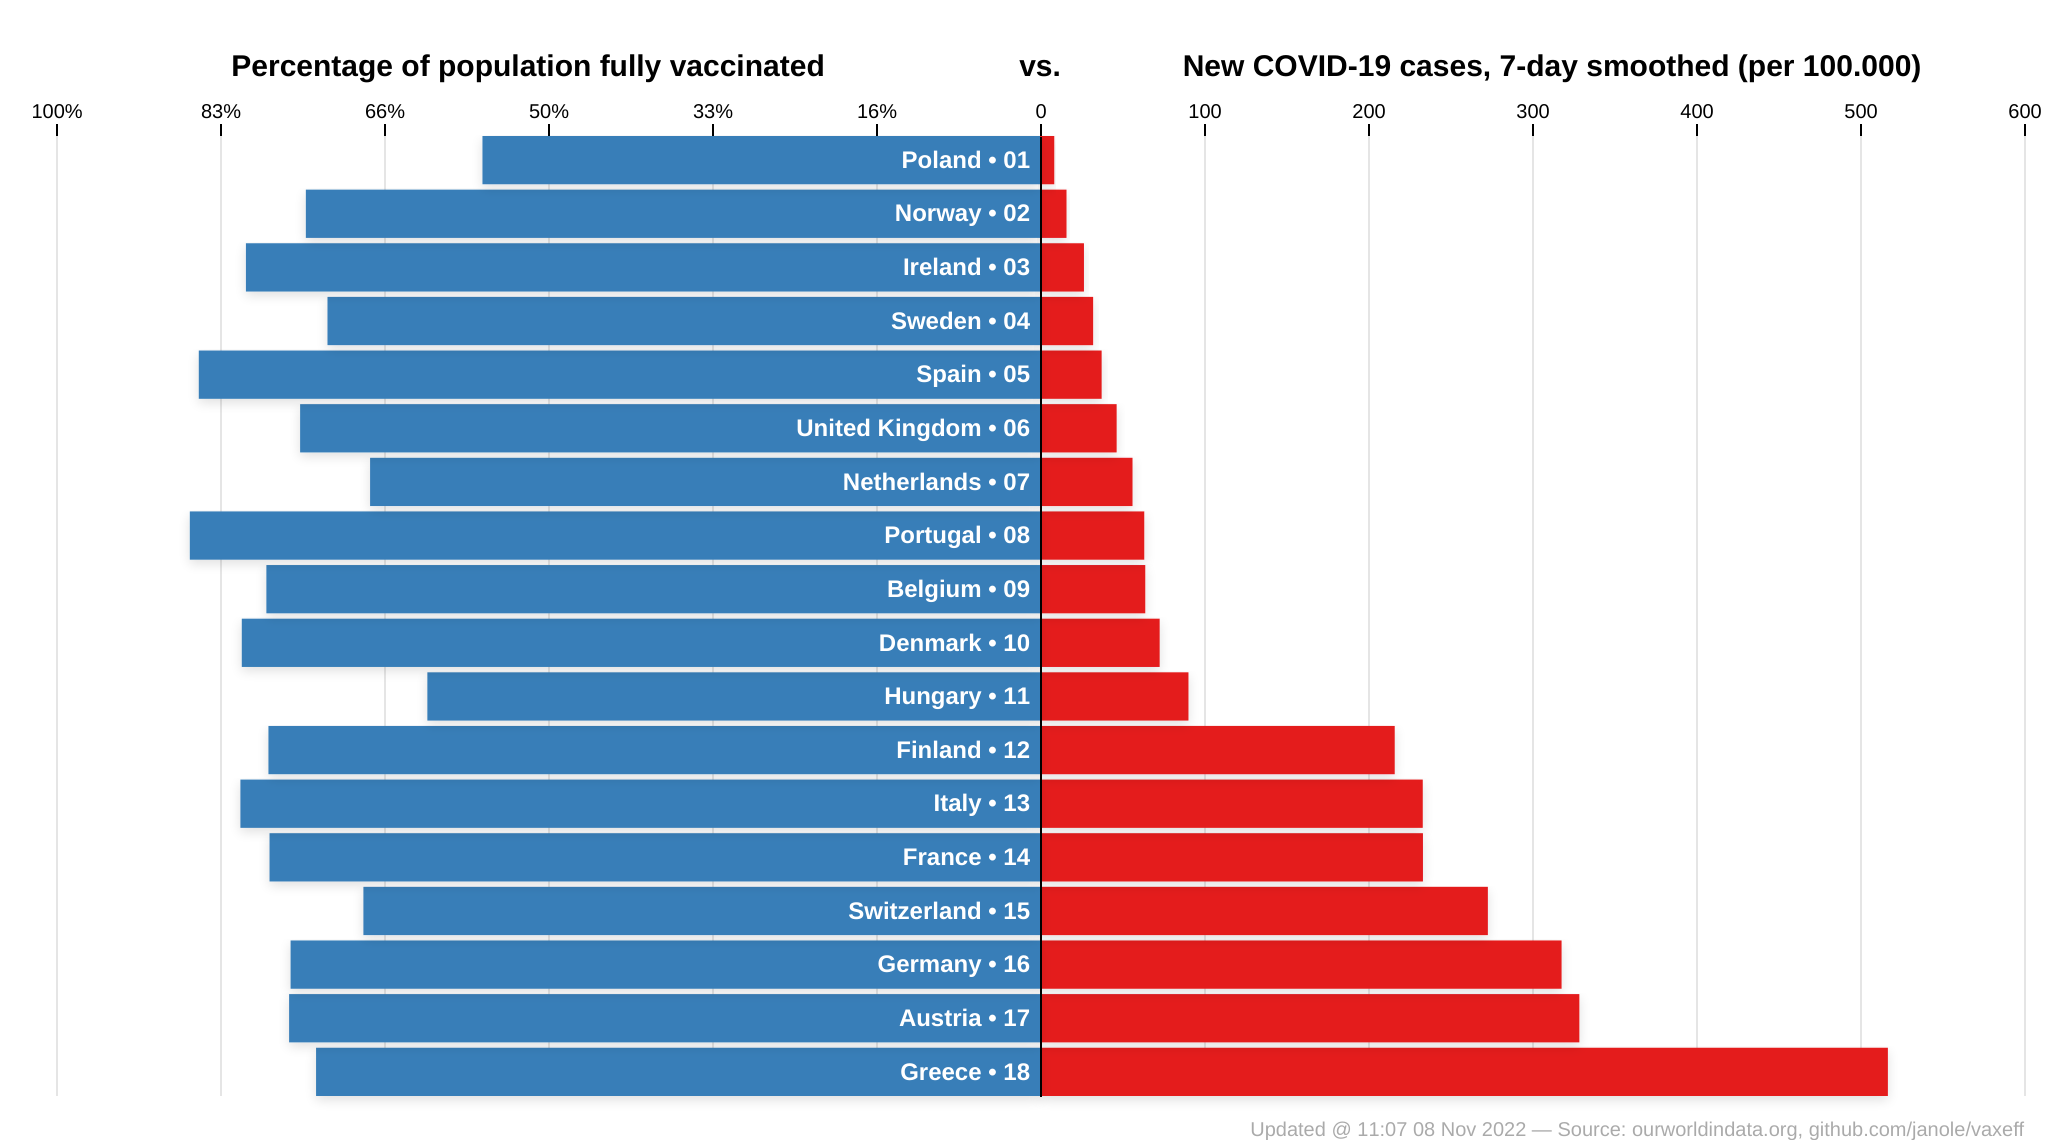 Percentage of population fully vaccinated vs. New COVID-19 cases, 7-day smoothed (per 100.000)
100% 83% 66% 50% 33% 16% 0 100 200 300 400 500 600
Poland • 01
Norway • 02
Ireland • 03
Sweden • 04
Spain • 05
United Kingdom • 06
Netherlands • 07
Portugal • 08
Belgium • 09
Denmark • 10
Hungary • 11
Finland • 12
Italy • 13
France • 14
Switzerland • 15
Germany • 16
Austria • 17
Greece • 18
Updated @ 11:07 08 Nov 2022 — Source: ourworldindata.org, github.com/janole/vaxeff